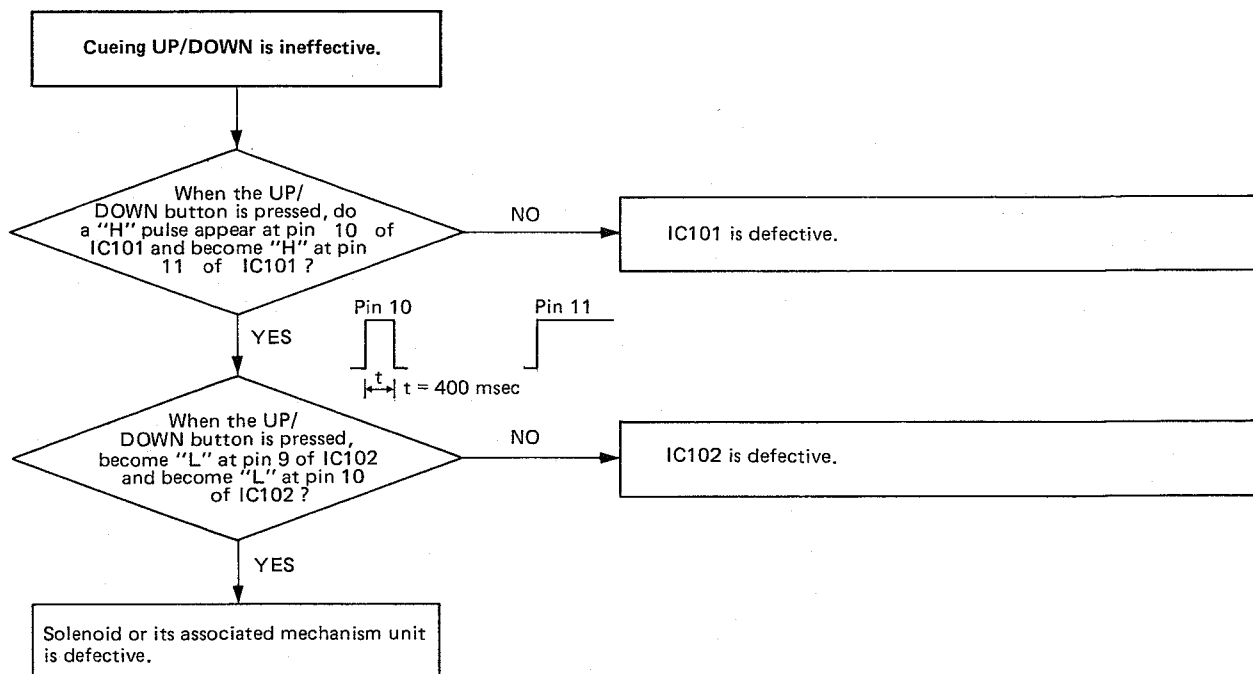 Cueing UP/DOWN is ineffective.
When the UP/
DOWN button is pressed, do
a "H" pulse appear at pin 10 of
IC101 and become "H" at pin
11 of IC101 ?
NO
IC101 is defective.
YES
Pin 10
Pin 11
t
t = 400 msec
When the UP/
DOWN button is pressed,
become "L" at pin 9 of IC102
and become "L" at pin 10
of IC102 ?
NO
IC102 is defective.
YES
Solenoid or its associated mechanism unit
is defective.